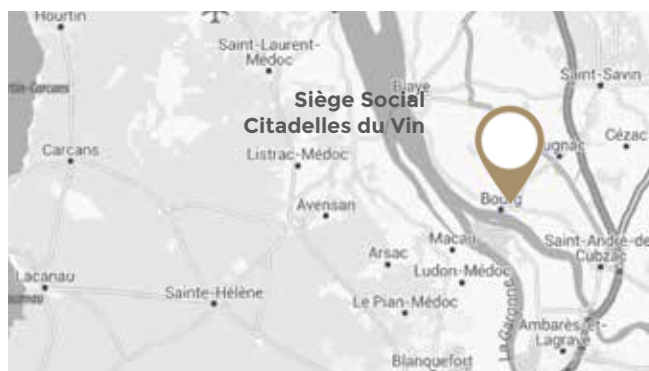 Hourtin
Saint-Laurent-
Médoc
Blaye
Saint-Savin
Siège Social
Citadelles du Vin
Carcans
Listrac-Médoc
Cézac
Bourg
Avensan
Macau
Saint-André-de-
Cubzac
Arsac
Ludon-Médoc
Lacanau
Sainte-Hélène
Le Pian-Médoc
La Garonne
Ambarès-et-
Lagrave
Blanquefort